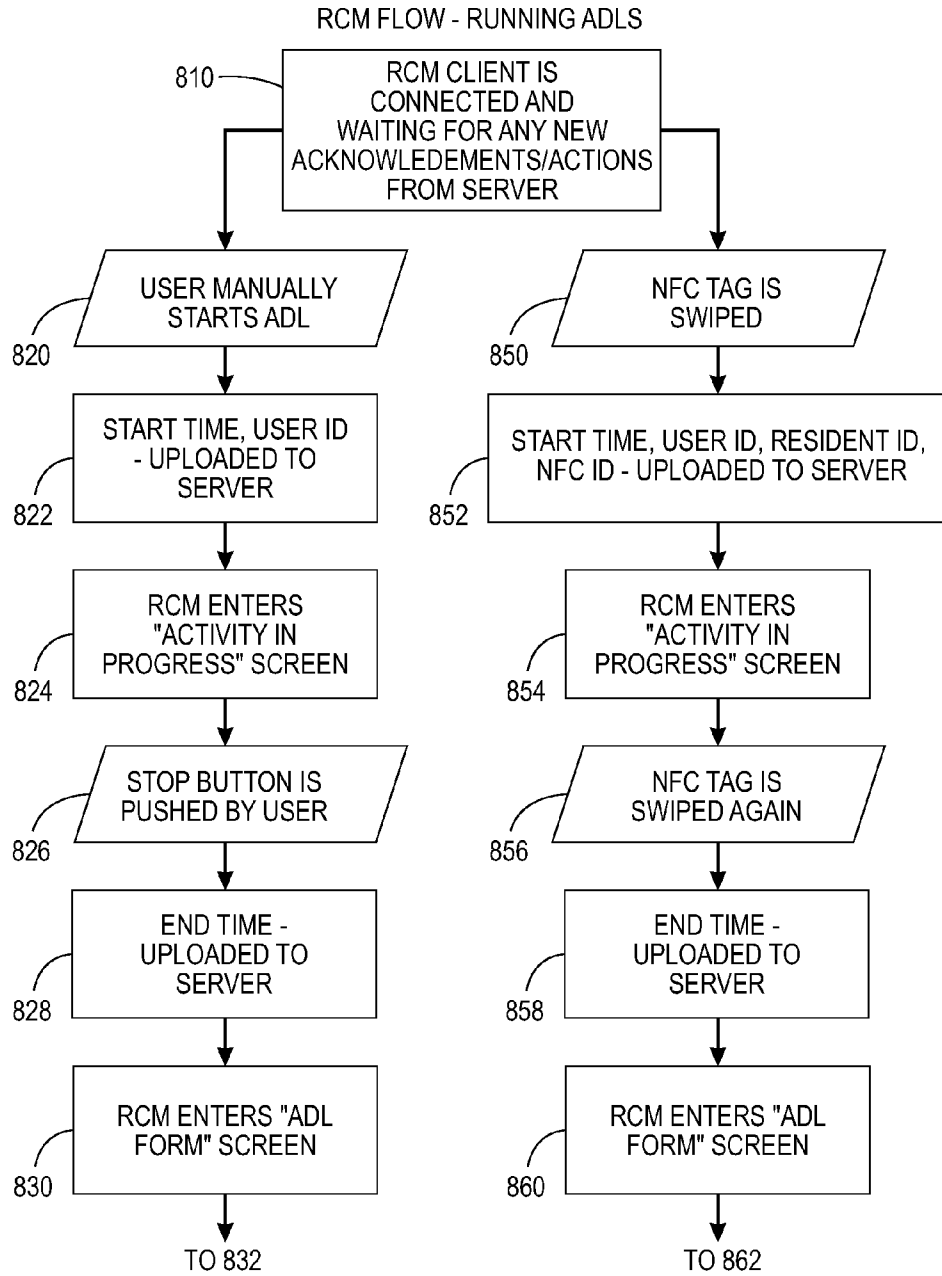 RCM FLOW - RUNNING ADLS
810
RCM CLIENT IS
CONNECTED AND
WAITING FOR ANY NEW
ACKNOWLEDEMENTS/ACTIONS
FROM SERVER
USER MANUALLY
STARTS ADL
820
START TIME, USER ID
- UPLOADED TO
SERVER
822
RCM ENTERS
"ACTIVITY IN
PROGRESS" SCREEN
824
STOP BUTTON IS
PUSHED BY USER
826
END TIME -
UPLOADED TO
SERVER
828
RCM ENTERS "ADL
FORM" SCREEN
830
TO 832
NFC TAG IS
SWIPED
850
START TIME, USER ID, RESIDENT ID,
NFC ID - UPLOADED TO SERVER
852
RCM ENTERS
"ACTIVITY IN
PROGRESS" SCREEN
854
NFC TAG IS
SWIPED AGAIN
856
END TIME -
UPLOADED TO
SERVER
858
RCM ENTERS "ADL
FORM" SCREEN
860
TO 862